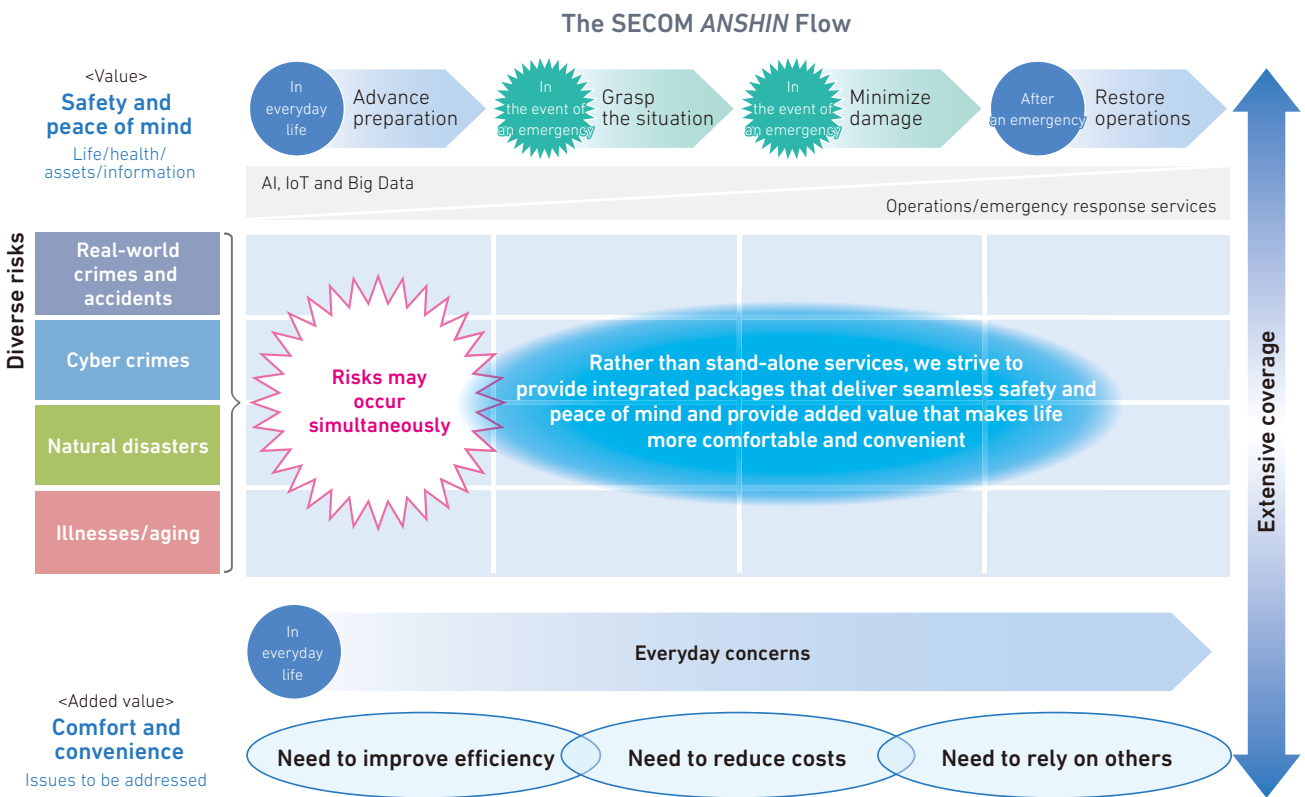 The SECOM ANSHIN Flow
<Value>
Safety and
peace of mind
Life/health/
assets/information
In
everyday
life
Advance
preparation
In
the event of
an emergency
Grasp
the situation
In
the event of
an emergency
Minimize
damage
After
an emergency
Restore
operations
AI, IoT and Big Data
Operations/emergency response services
Diverse risks
Real-world
crimes and
accidents
Cyber crimes
Natural disasters
Illnesses/aging
Risks may
occur
simultaneously
Rather than stand-alone services, we strive to
provide integrated packages that deliver seamless safety and
peace of mind and provide added value that makes life
more comfortable and convenient
Extensive coverage
In
everyday
life
Everyday concerns
<Added value>
Comfort and
convenience
Issues to be addressed
Need to improve efficiency
Need to reduce costs
Need to rely on others